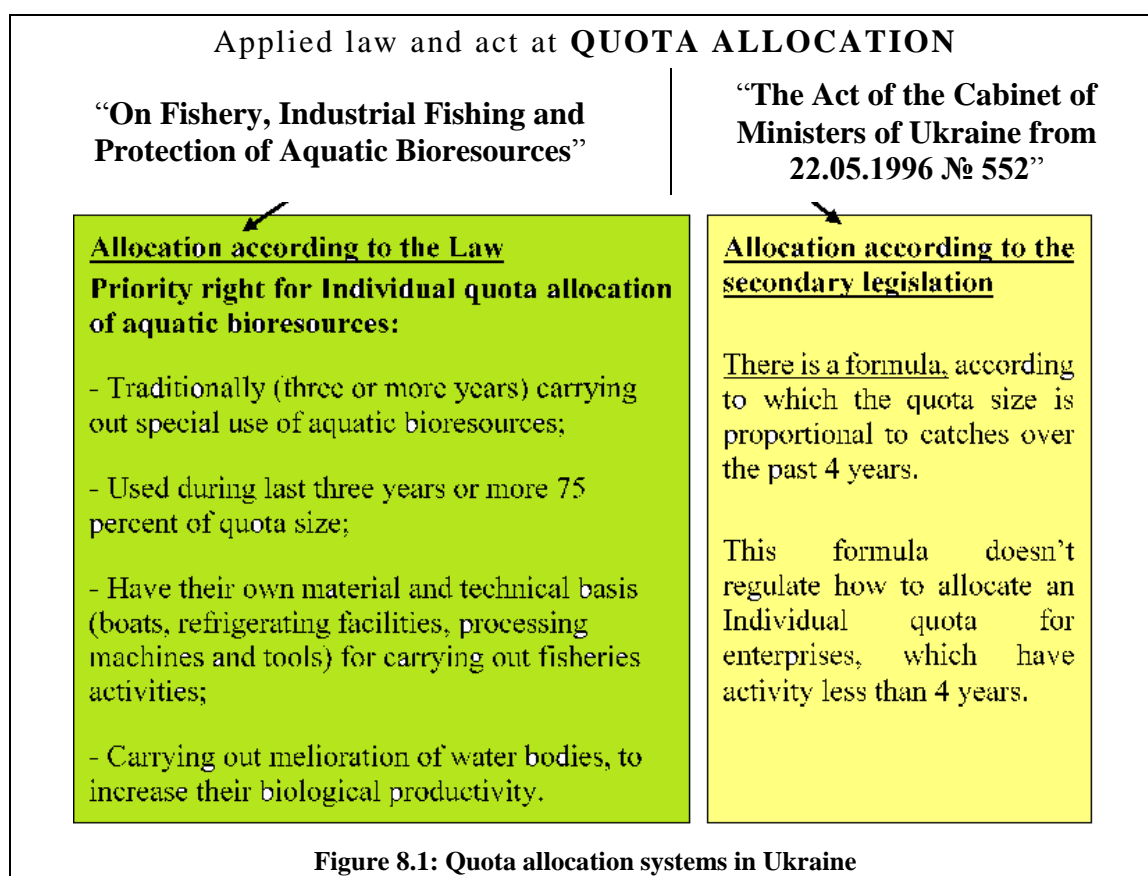 Applied law and act at QUOTA ALLOCATION
“On Fishery, Industrial Fishing and
Protection of Aquatic Bioresources”
“The Act of the Cabinet of
Ministers of Ukraine from
22.05.1996 № 552”
Allocation according to the Law
Priority right for Individual quota allocation
of aquatic bioresources:
- Traditionally (three or more years) carrying
out special use of aquatic bioresources;
- Used during last three years or more 75
percent of quota size;
- Have their own material and technical basis
(boats, refrigerating facilities, processing
machines and tools) for carrying out fisheries
activities;
- Carrying out melioration of water bodies, to
increase their biological productivity.
Allocation according to the
secondary legislation
There is a formula, according
to which the quota size is
proportional to catches over
the past 4 years.
This formula doesn’t
regulate how to allocate an
Individual quota for
enterprises, which have
activity less than 4 years.
Figure 8.1: Quota allocation systems in Ukraine